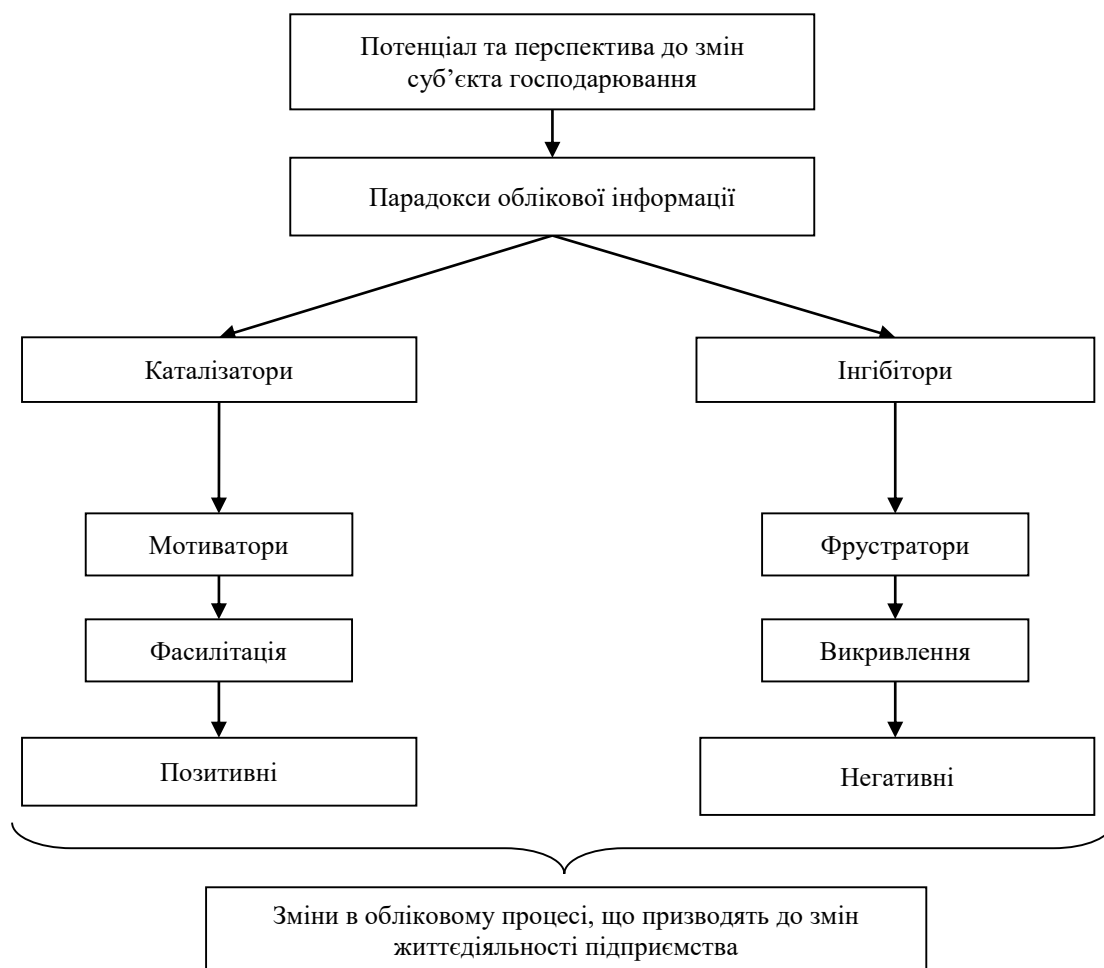 Потенціал та перспектива до змін
суб’єкта господарювання
Парадокси облікової інформації
Каталізатори
Інгібітори
Мотиватори
Фрустратори
Фасилітація
Викривлення
Позитивні
Негативні
Зміни в обліковому процесі, що призводять до змін
життєдіяльності підприємства